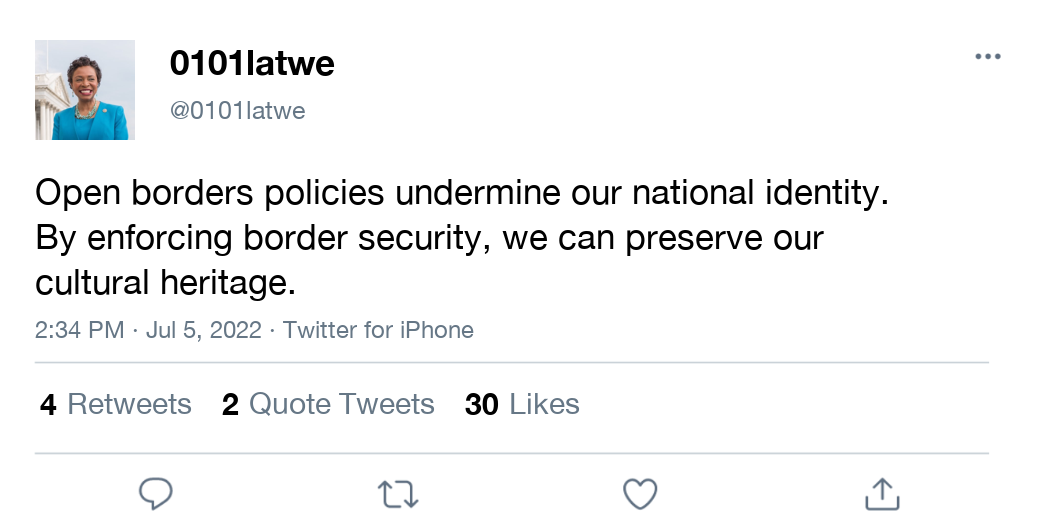 0101latwe
@0101latwe
Open borders policies undermine our national identity.
By enforcing border security, we can preserve our
cultural heritage.
2:34 PM · Jul 5, 2022 · Twitter for iPhone
4 Retweets 2 Quote Tweets 30 Likes